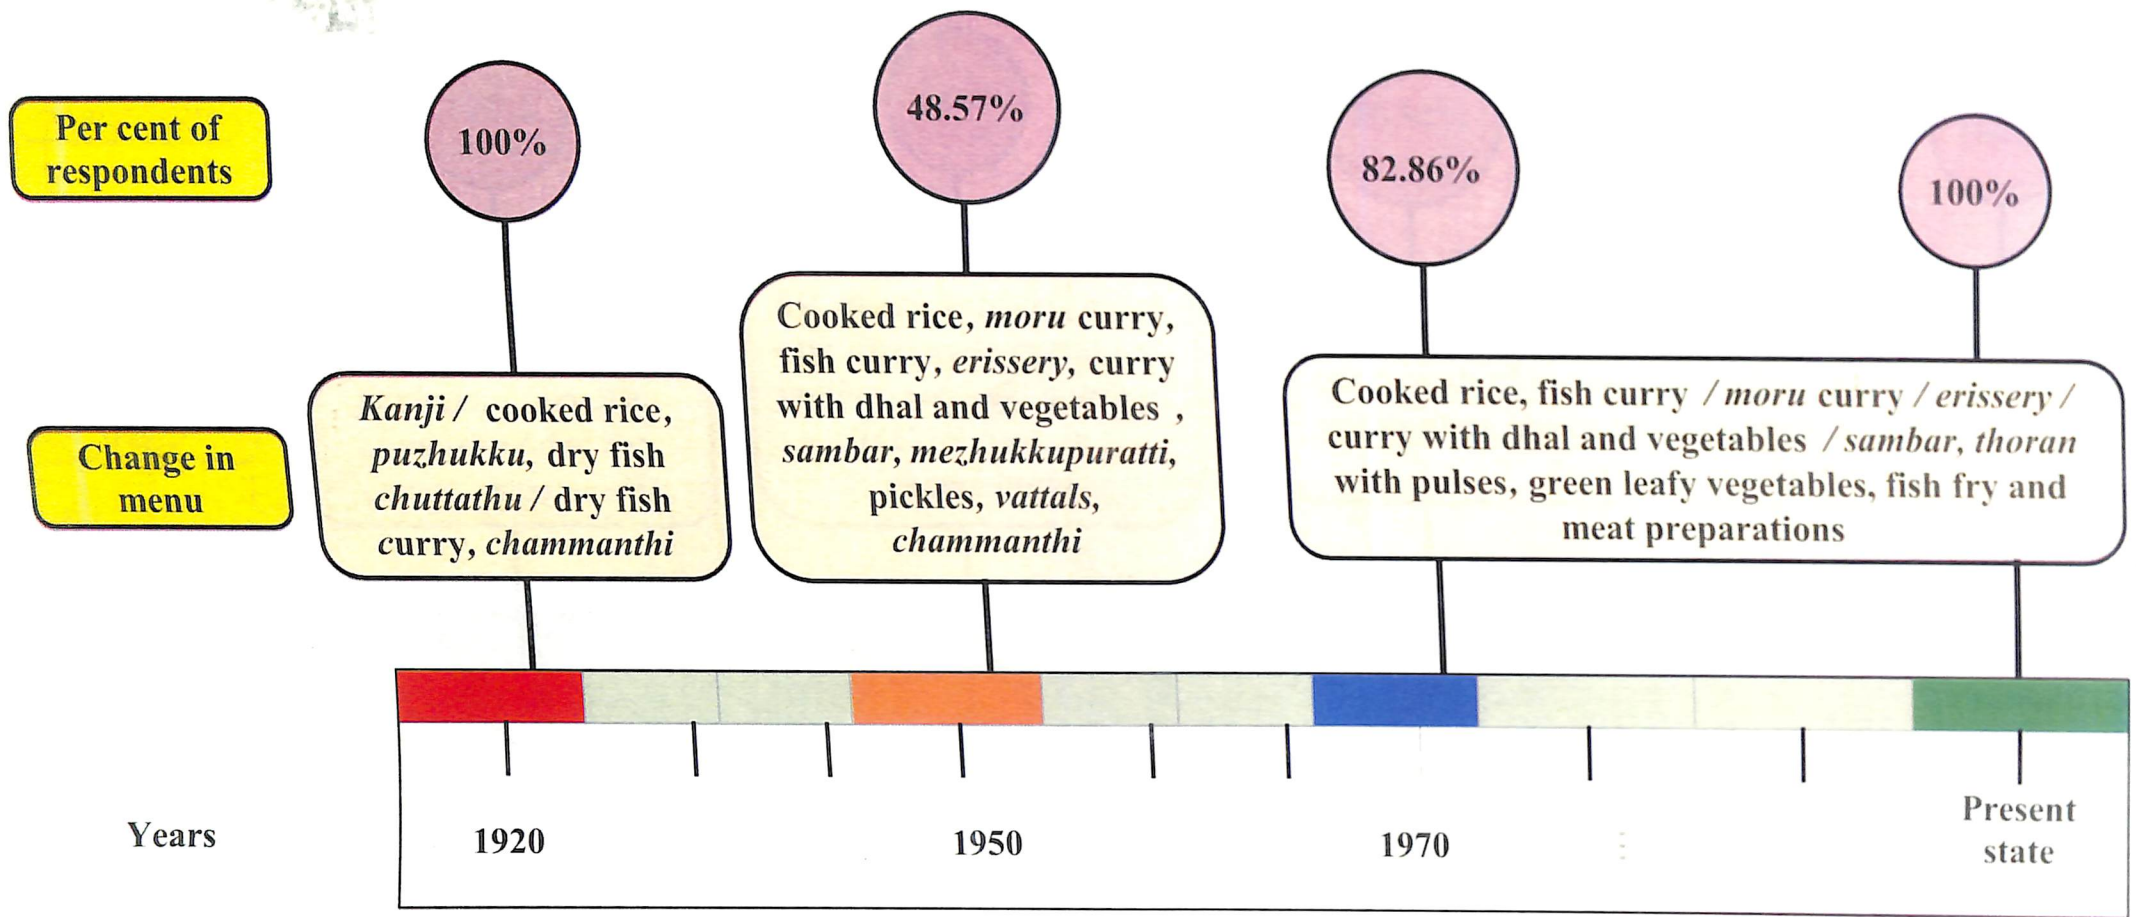 Per cent of
respondents
100%
48.57%
82.86%
100%
Change in
menu
Kanji / cooked rice,
puzhukku, dry fish
chuttathu / dry fish
curry, chammanthi
Cooked rice, moru curry,
fish curry, erissery, curry
with dhal and vegetables ,
sambar, mezhukkupuratti,
pickles, vattals,
chammanthi
Cooked rice, fish curry / moru curry / erissery /
curry with dhal and vegetables / sambar, thoran
with pulses, green leafy vegetables, fish fry and
meat preparations
Years
1920
1950
1970
Present
state